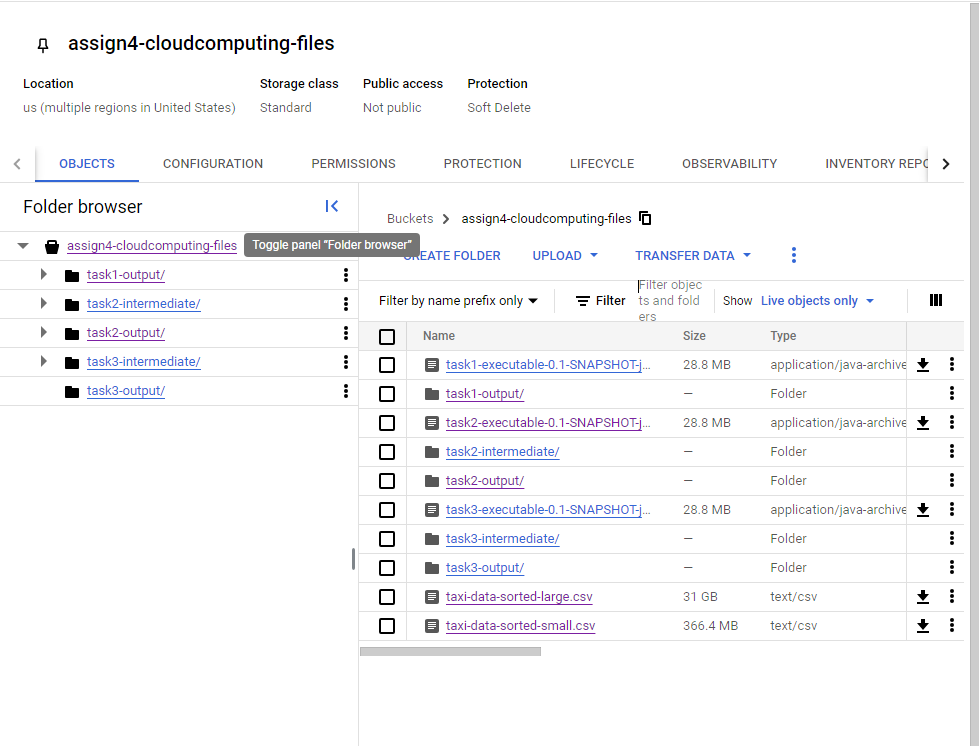 assign4-cloudcomputing-files
Location
Storage class
Public access
Protection
us (multiple regions in United States)
Standard
Not public
Soft Delete
OBJECTS
CONFIGURATION
PERMISSIONS
PROTECTION
LIFECYCLE
OBSERVABILITY
INVENTORY REPO
Folder browser
assign4-cloudcomputing-files
Toggle panel “Folder browser”
task1-output/
task2-intermediate/
task2-output/
task3-intermediate/
task3-output/
Buckets
assign4-cloudcomputing-files
CREATE FOLDER
UPLOAD
TRANSFER DATA
Filter by name prefix only
Filter
Filter objec
ts and fold
ers
Show
Live objects only
Name Size Type
task1-executable-0.1-SNAPSHOT-j... 28.8 MB application/java-archive
task1-output/ — Folder
task2-executable-0.1-SNAPSHOT-j... 28.8 MB application/java-archive
task2-intermediate/ — Folder
task2-output/ — Folder
task3-executable-0.1-SNAPSHOT-j... 28.8 MB application/java-archive
task3-intermediate/ — Folder
task3-output/ — Folder
taxi-data-sorted-large.csv 31 GB text/csv
taxi-data-sorted-small.csv 366.4 MB text/csv